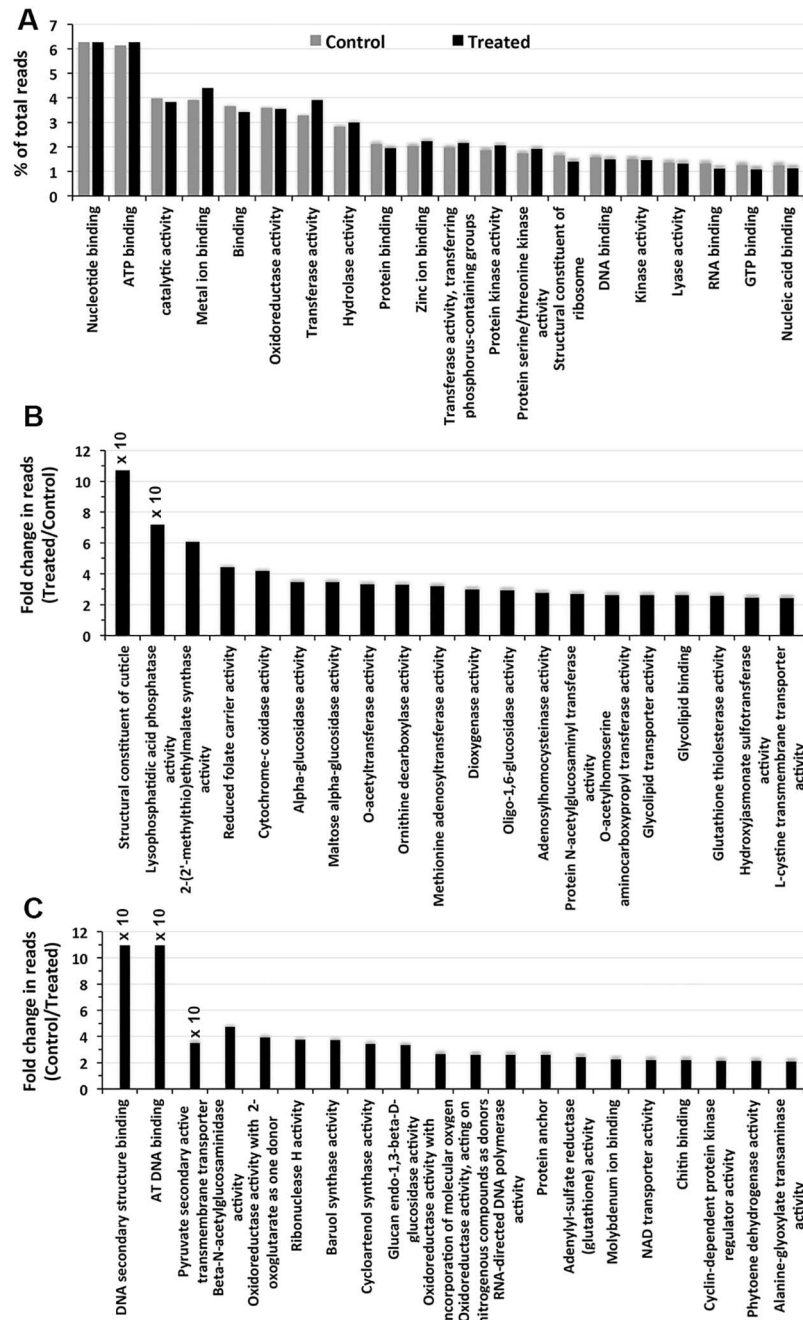 A
% of total reads
7
6
5
4
3
2
1
0
Control
Treated
Nucleotide binding
ATP binding
catalytic activity
Metal ion binding
Binding
Oxidoreductase activity
Transferase activity
Hydrolase activity
Protein binding
Zinc ion binding
Transferase activity, transferring
phosphorus-containing groups
Protein kinase activity
Protein serine/threonine kinase
activity
Structural constituent of
ribosome
DNA binding
Kinase activity
Lyase activity
RNA binding
GTP binding
Nucleic acid binding
B
Fold change in reads
(Treated/Control)
12
10
8
6
4
2
0
x 10
x 10
Structural constituent of cuticle
Lysophosphatidic acid phosphatase
activity
2-(2'-methylthio)ethylmalate synthase
activity
Reduced folate carrier activity
Cytochrome-c oxidase activity
Alpha-glucosidase activity
Maltose alpha-glucosidase activity
O-acetyltransferase activity
Ornithine decarboxylase activity
Methionine adenosyltransferase activity
Dioxygenase activity
Oligo-1,6-glucosidase activity
Adenosylhomocysteinase activity
Protein N-acetylglucosaminyl transferase
activity
O-acetylhomoserine
aminocarboxypropyl transferase activity
Glycolipid transporter activity
Glycolipid binding
Glutathione thiolesterase activity
Hydroxyjasmonate sulfotransferase
activity
L-cystine transmembrane transporter
activity
C
Fold change in reads
(Control/Treated)
12
10
8
6
4
2
0
x 10
x 10
x 10
DNA secondary structure binding
AT DNA binding
Pyruvate secondary active
transmembrane transporter
Beta-N-acetylglucosaminidase
activity
Oxidoreductase activity with 2-
oxoglutarate as one donor
Ribonuclease H activity
Baruol synthase activity
Cycloartenol synthase activity
Glucan endo-1,3-beta-D-
glucosidase activity
Oxidoreductase activity with
incorporation of molecular oxygen
Oxidoreductase activity, acting on
nitrogenous compounds as donors
RNA-directed DNA polymerase
activity
Protein anchor
Adenylyl-sulfate reductase
(glutathione) activity
Molybdenum ion binding
NAD transporter activity
Chitin binding
Cyclin-dependent protein kinase
regulator activity
Phytoene dehydrogenase activity
Alanine-glyoxylate transaminase
activity